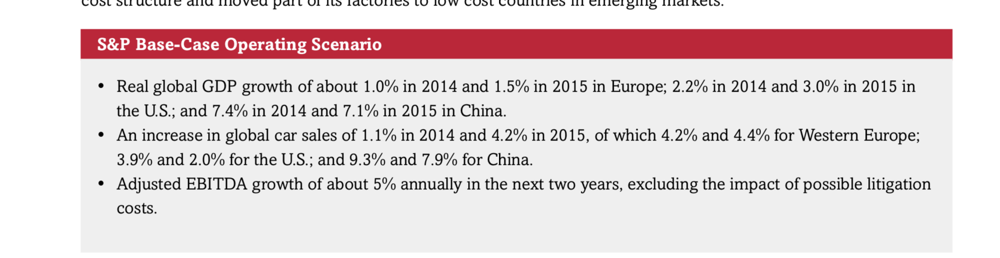 cost structure and moved part of its factories to low cost countries in emerging markets.
S&P Base-Case Operating Scenario
• Real global GDP growth of about 1.0% in 2014 and 1.5% in 2015 in Europe; 2.2% in 2014 and 3.0% in 2015 in
the U.S.; and 7.4% in 2014 and 7.1% in 2015 in China.
• An increase in global car sales of 1.1% in 2014 and 4.2% in 2015, of which 4.2% and 4.4% for Western Europe;
3.9% and 2.0% for the U.S.; and 9.3% and 7.9% for China.
• Adjusted EBITDA growth of about 5% annually in the next two years, excluding the impact of possible litigation
costs.